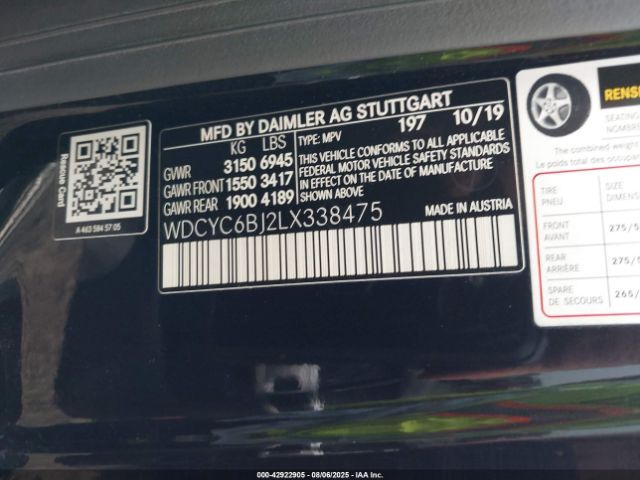 MFD BY DAIMLER AG STUTTGART
KG LBS TYPE: MPV 197 10/19
GVWR 3150 6945
GAWR FRONT 1550 3417
GAWR REAR 1900 4189
THIS VEHICLE CONFORMS TO ALL APPLICABLE
FEDERAL MOTOR VEHICLE SAFETY STANDARDS
IN EFFECT ON THE DATE OF MANUFACTURE
SHOWN ABOVE
WDCYC6BJ2LX338475 MADE IN AUSTRIA
Rescue Card
A 463 584 57 05
RENSE
SEATING
NOMBRE
The combined weight
Le poids total des occupa
TIRE
PNEU
SIZE
DIMENS
FRONT
AVANT
275/5
REAR
ARRIÈRE
275/5
SPARE
DE SECOURS
265/
000-42922905 - 08/06/2025 - IAA Inc.